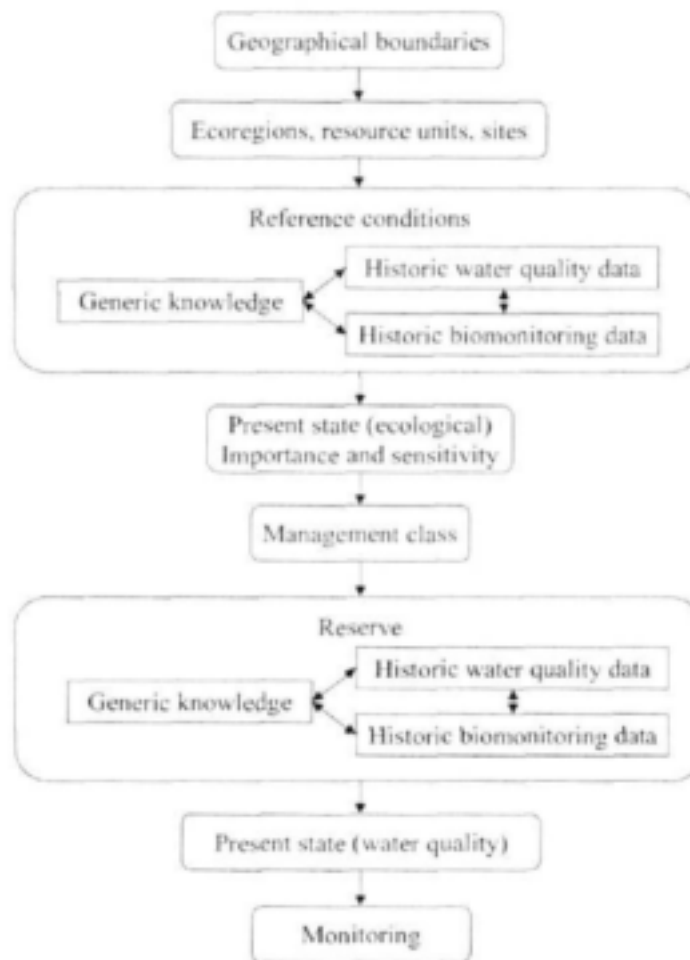 Geographical boundaries
Ecoregions, resource units, sites
Reference conditions
Historic water quality data
Generic knowledge
Historic biomonitoring data
Present state (ecological)
Importance and sensitivity
Management class
Reserve
Historic water quality data
Generic knowledge
Historic biomonitoring data
Present state (water quality)
Monitoring